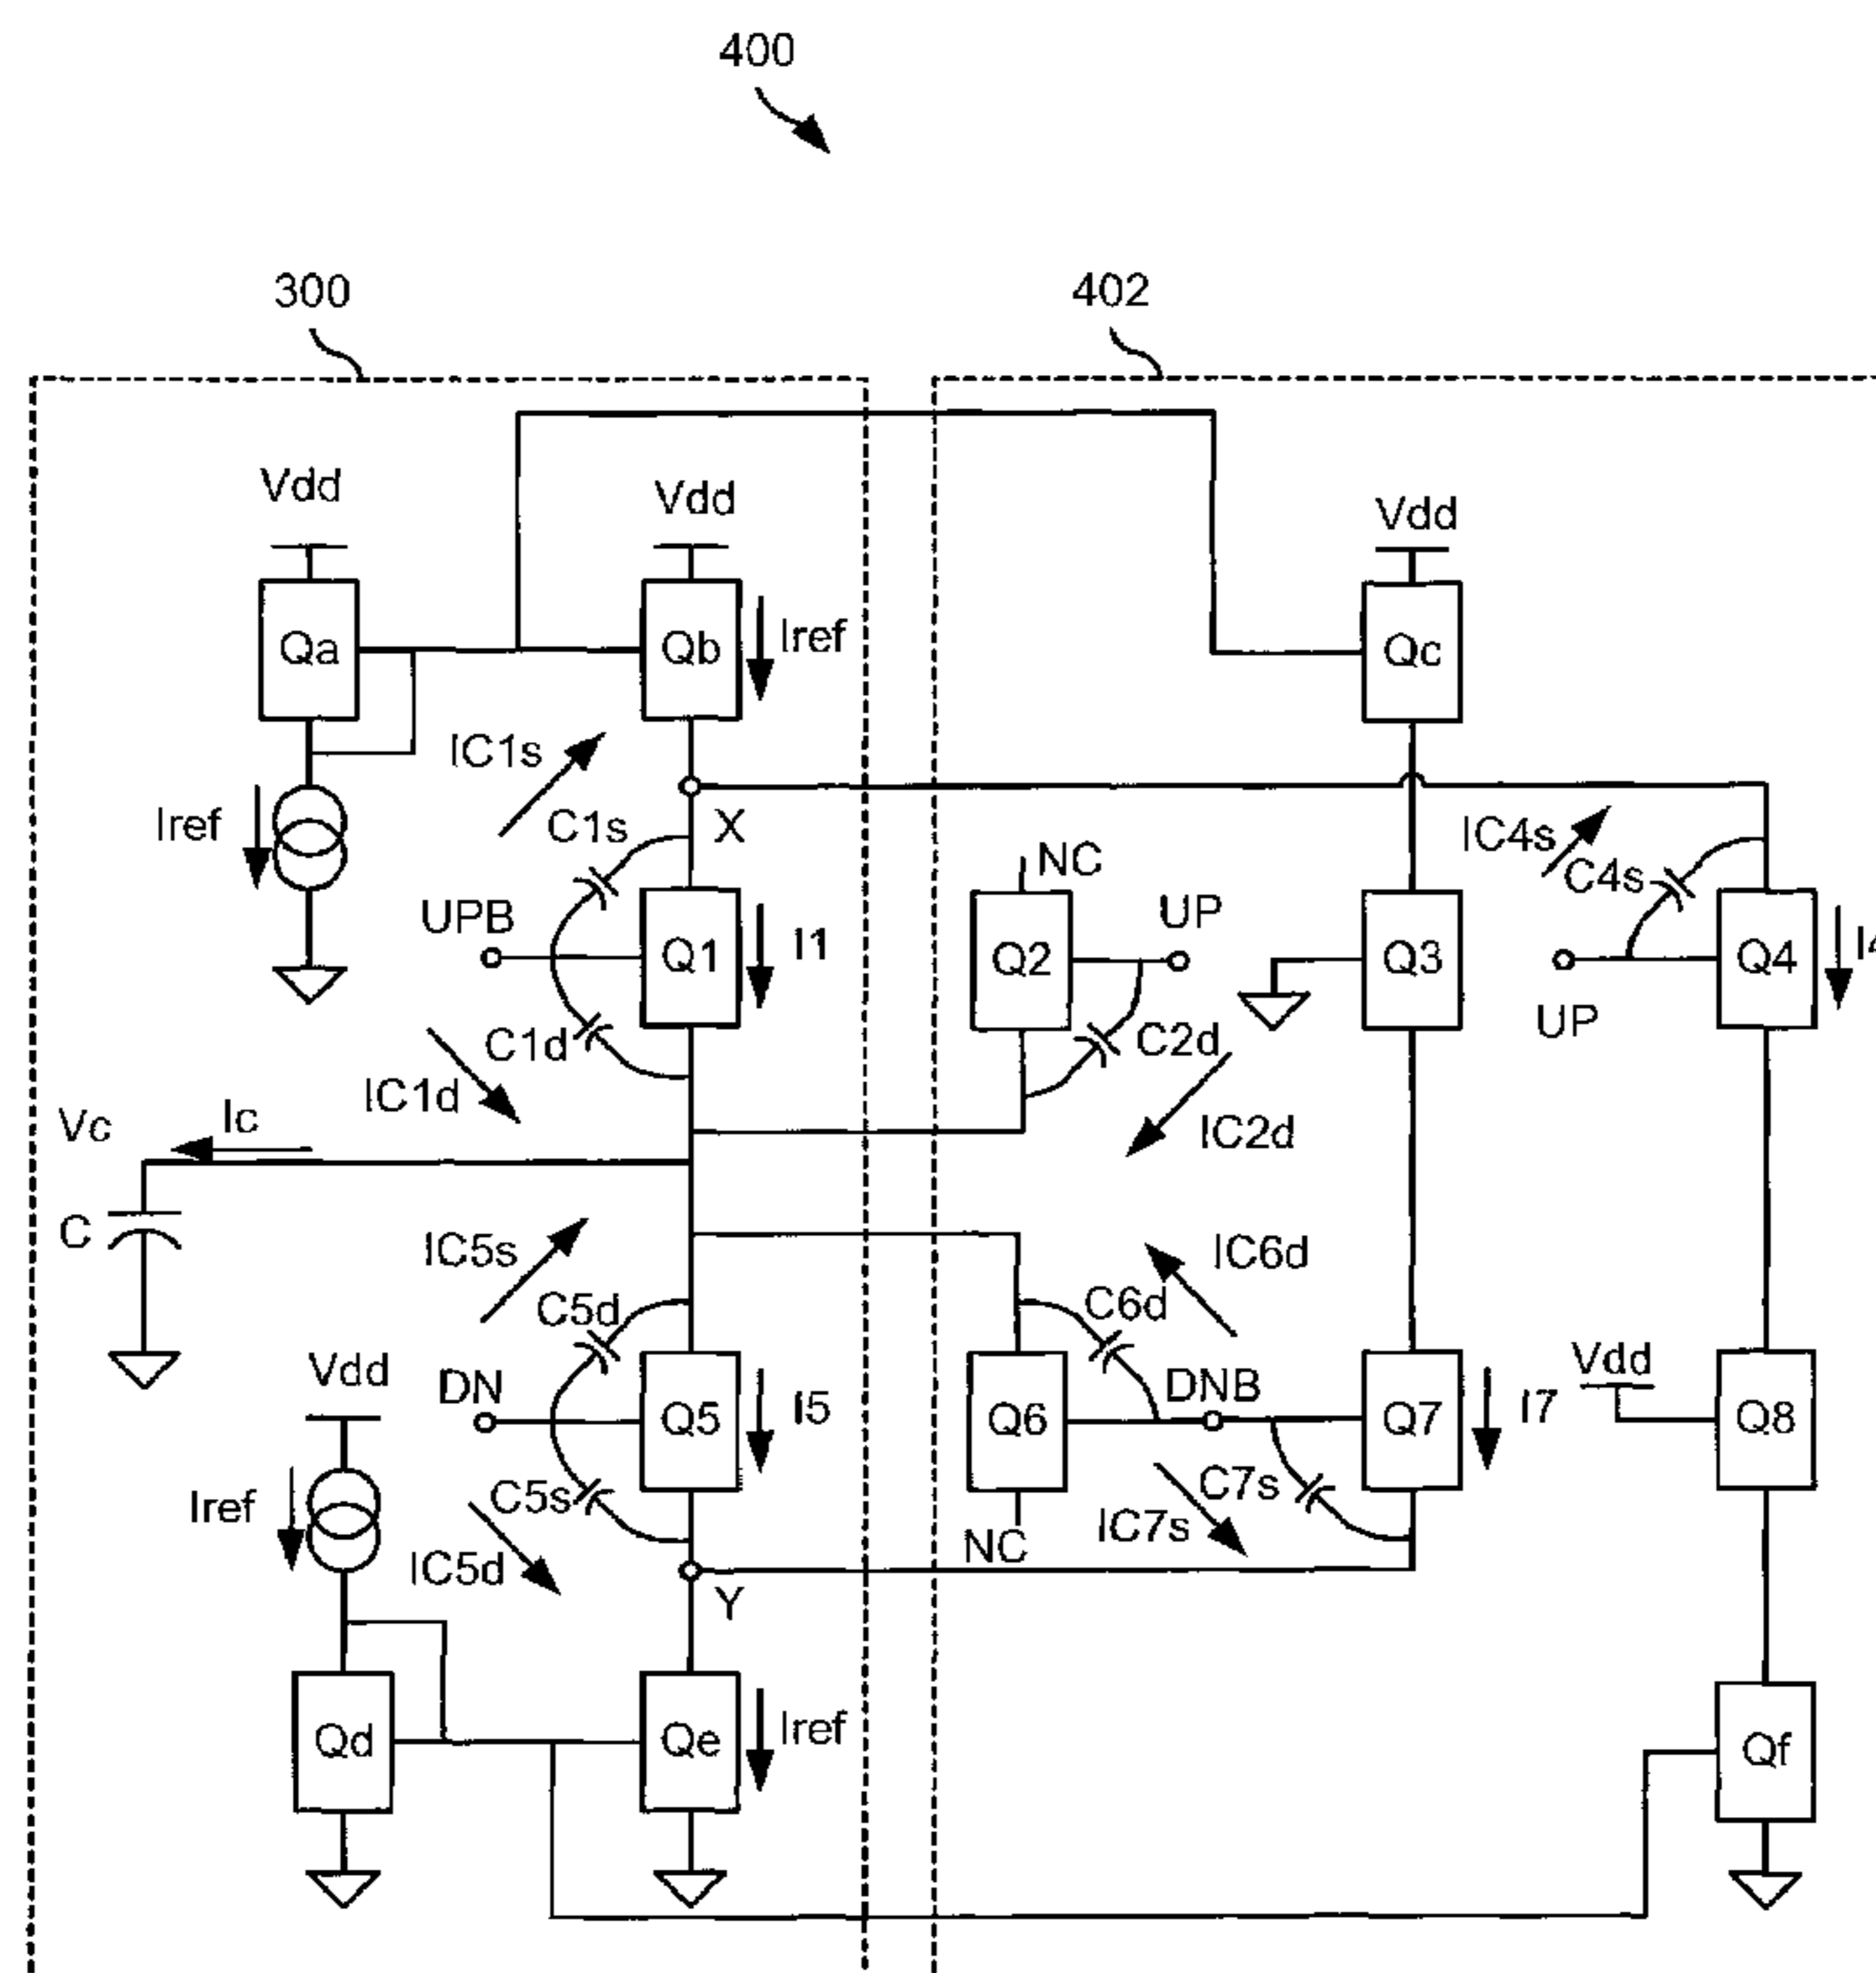 400
300
402
Vdd
Vdd
Vdd
Qa
Qb
Iref
Qc
IC1s
Iref
C1s
X
IC4s
C4s
NC
UPB
Q1
I1
Q2
UP
Q3
Q4
UP
C1d
C2d
IC1d
IC2d
Vc
Ic
C
IC5s
IC6d
C5d
C6d
Vdd
Vdd
DN
Q5
I5
Q6
DNB
Q7
I7
Q8
Iref
C5s
C7s
IC5d
NC
IC7s
Y
Qd
Qe
Iref
Qf